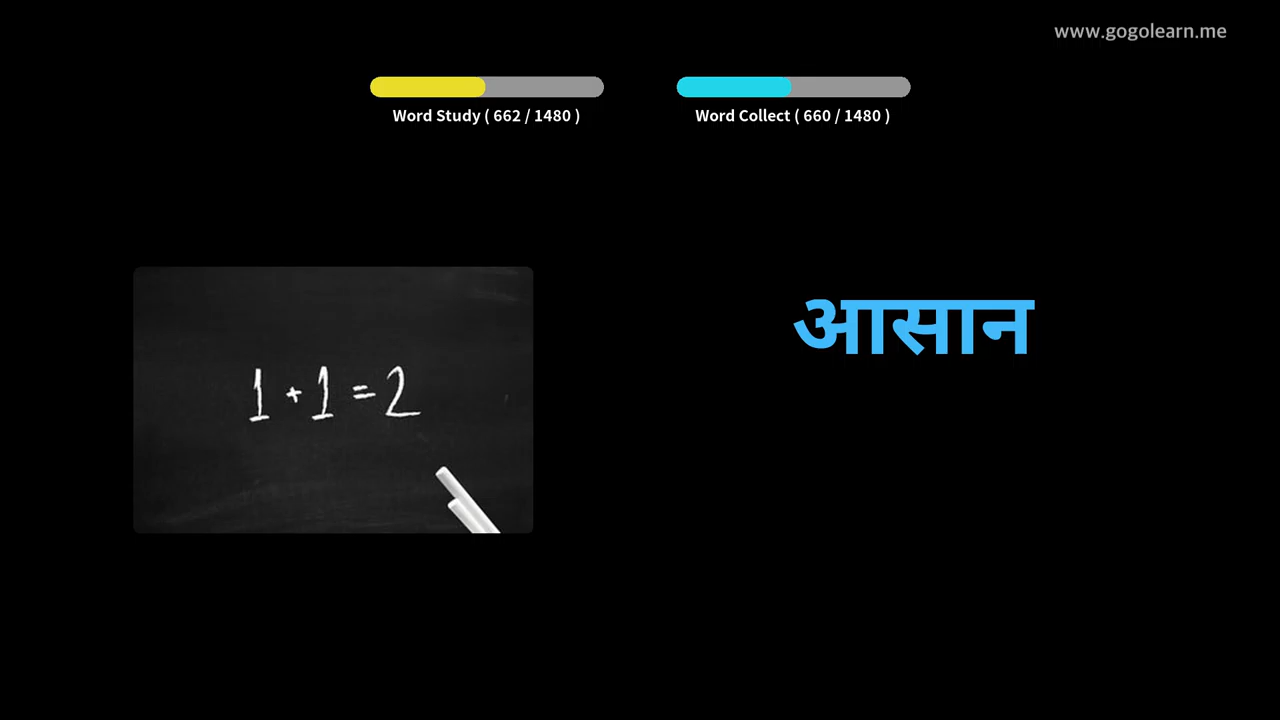 www.gogolearn.me
Word Study ( 662 / 1480 )
Word Collect ( 660 / 1480 )
1 + 1 = 2
आसान